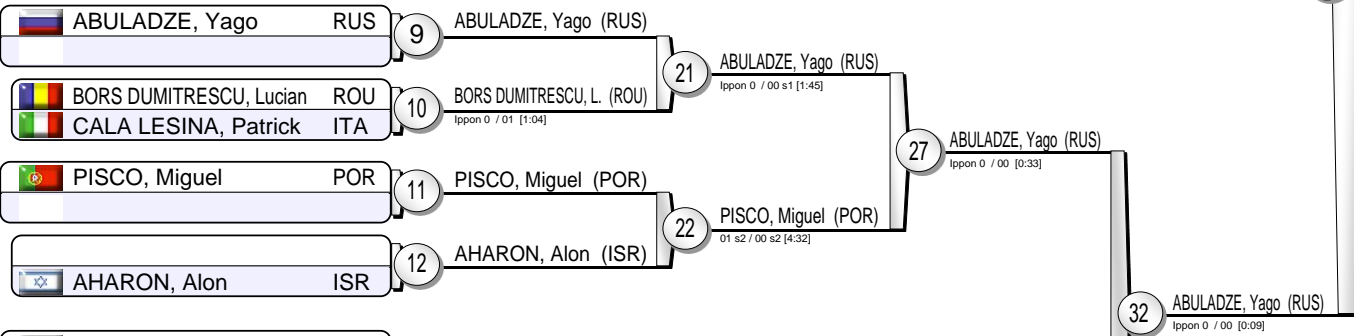 ABULADZE, Yago RUS
9
ABULADZE, Yago (RUS)
BORS DUMITRESCU, Lucian ROU
CALA LESINA, Patrick ITA
10
BORS DUMITRESCU, L. (ROU)
Ippon 0 / 01 [1:04]
21
ABULADZE, Yago (RUS)
Ippon 0 / 00 s1 [1:45]
PISCO, Miguel POR
11
PISCO, Miguel (POR)
AHARON, Alon ISR
12
AHARON, Alon (ISR)
22
PISCO, Miguel (POR)
01 s2 / 00 s2 [4:32]
27
ABULADZE, Yago (RUS)
Ippon 0 / 00 [0:33]
32
ABULADZE, Yago (RUS)
Ippon 0 / 00 [0:09]